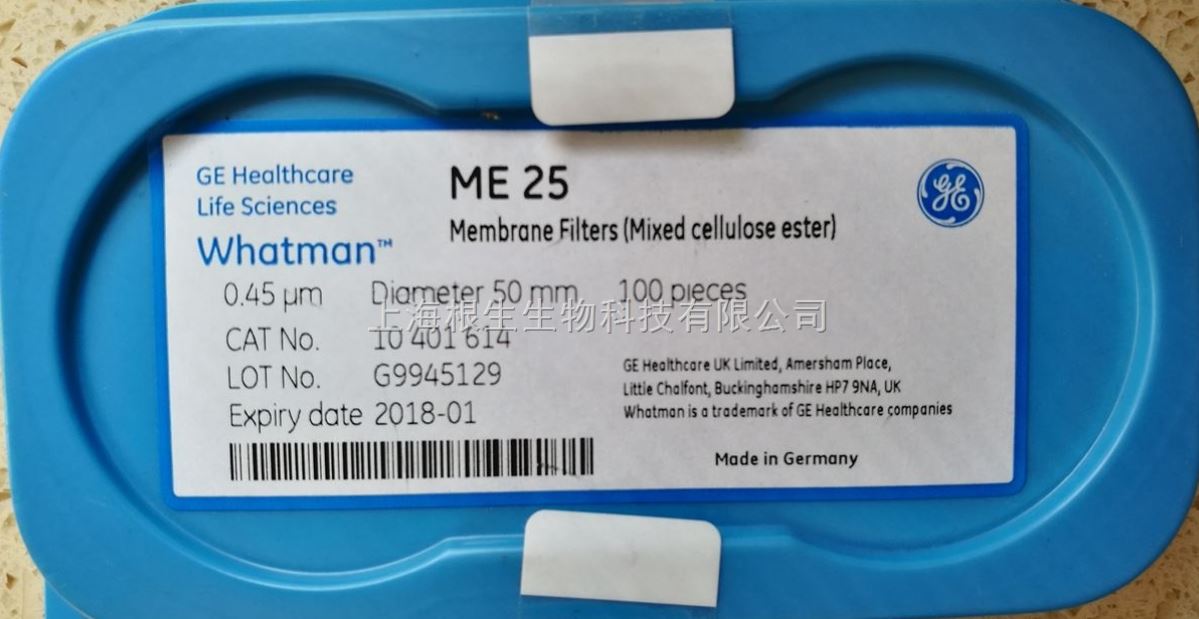 GE Healthcare
Life Sciences
Whatman™
ME 25
Membrane Filters (Mixed cellulose ester)
GE
0.45 µm Diameter 50 mm 100 pieces
上海根生生物科技有限公司
CAT No. 10 401 614
LOT No. G9945129
Expiry date 2018-01
GE Healthcare UK Limited, Amersham Place,
Little Chalfont, Buckinghamshire HP7 9NA, UK
Whatman is a trademark of GE Healthcare companies
Made in Germany